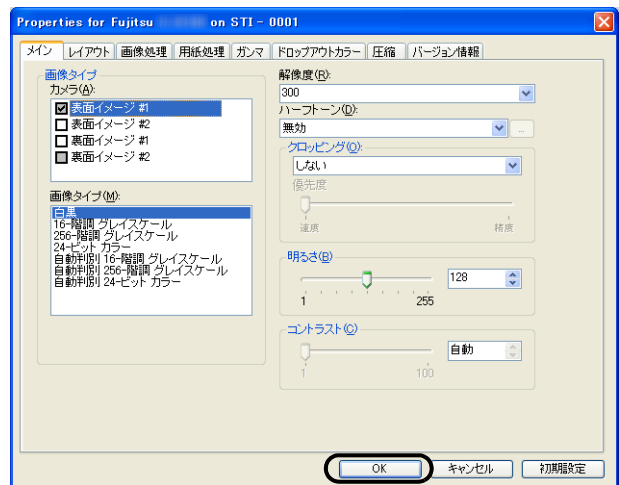 Properties for Fujitsu on STI - 0001
メイン レイアウト 画像処理 用紙処理 ガンマ ドロップアウトカラー 圧縮 バージョン情報
画像タイプ
カメラ(A):
表面イメージ #1
表面イメージ #2
裏面イメージ #1
裏面イメージ #2
画像タイプ(M):
白黒
16-階調 グレイスケール
256-階調 グレイスケール
24-ビット カラー
自動判別 16-階調 グレイスケール
自動判別 256-階調 グレイスケール
自動判別 24-ビット カラー
解像度(R):
300
ハーフトーン(D):
無効
...
クロッピング(O):
しない
優先度
速度 精度
明るさ(B)
128
1 255
コントラスト(C)
自動
1 100
OK キャンセル 初期設定